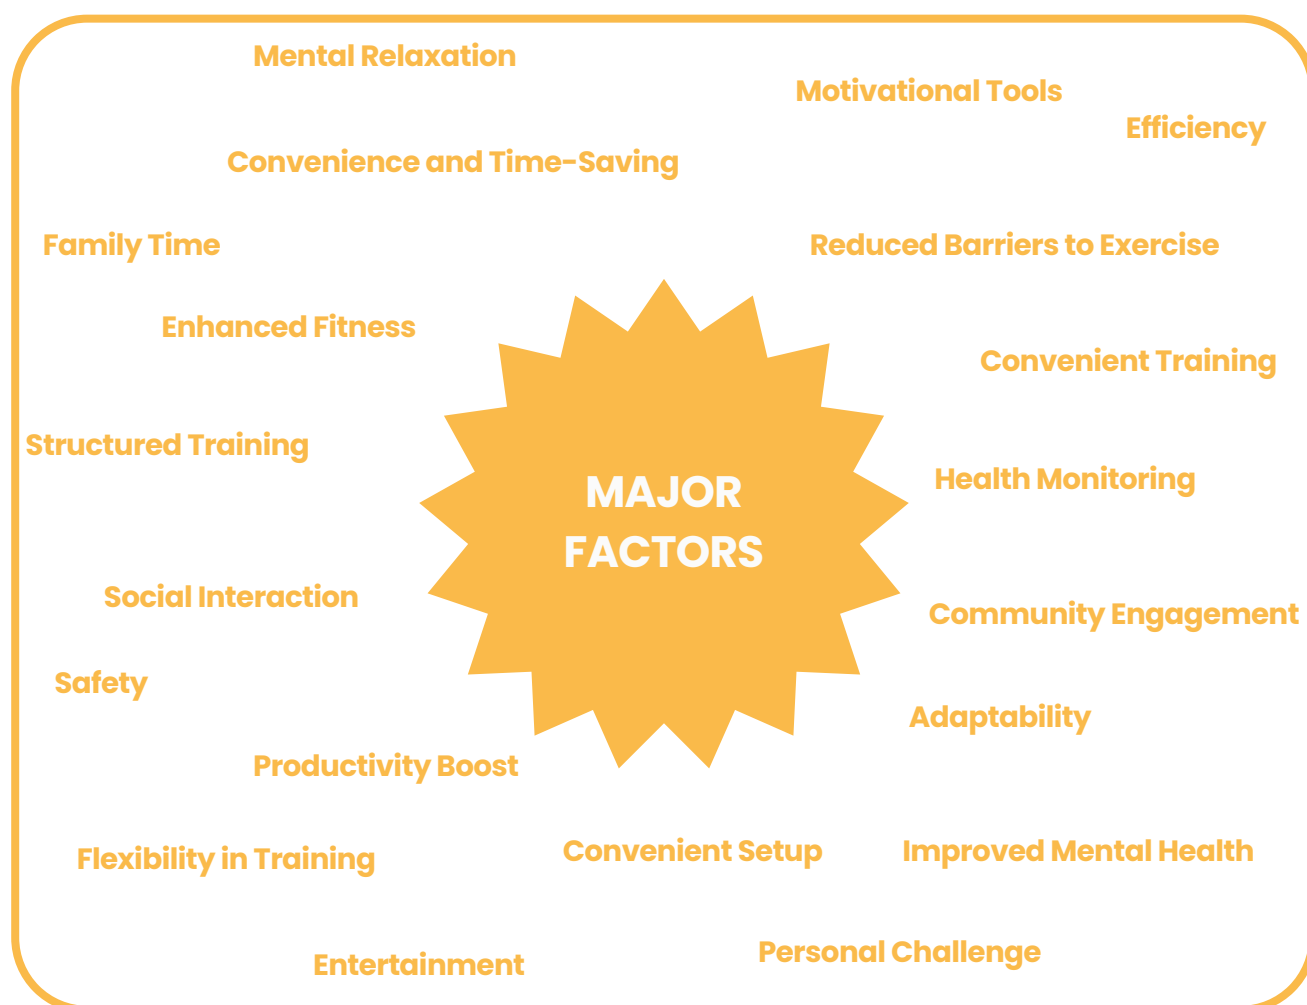 Mental Relaxation
Motivational Tools
Efficiency
Convenience and Time-Saving
Family Time
Reduced Barriers to Exercise
Enhanced Fitness
Convenient Training
Structured Training
Health Monitoring
MAJOR
FACTORS
Social Interaction
Community Engagement
Safety
Adaptability
Productivity Boost
Flexibility in Training
Convenient Setup
Improved Mental Health
Entertainment
Personal Challenge